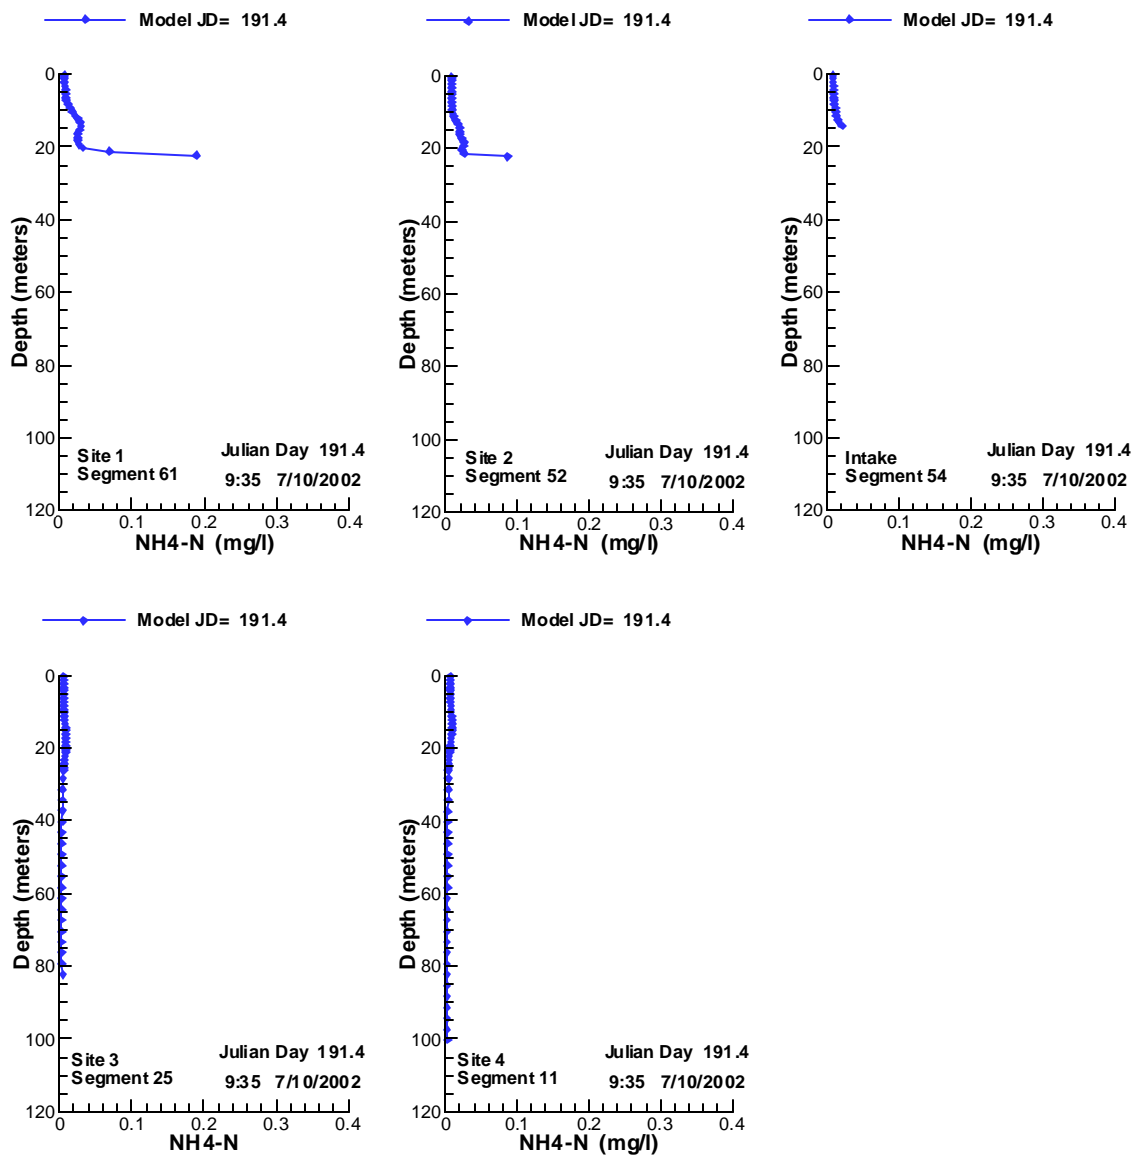 Model JD= 191.4
0
20
40
60
80
100
120
Depth (meters)
Site 1
Segment 61
Julian Day 191.4
9:35 7/10/2002
0 0.1 0.2 0.3 0.4
NH4-N (mg/l)
Model JD= 191.4
0
20
40
60
80
100
120
Depth (meters)
Site 2
Segment 52
Julian Day 191.4
9:35 7/10/2002
0 0.1 0.2 0.3 0.4
NH4-N (mg/l)
Model JD= 191.4
0
20
40
60
80
100
120
Depth (meters)
Intake
Segment 54
Julian Day 191.4
9:35 7/10/2002
0 0.1 0.2 0.3 0.4
NH4-N (mg/l)
Model JD= 191.4
0
20
40
60
80
100
120
Depth (meters)
Site 3
Segment 25
Julian Day 191.4
9:35 7/10/2002
0 0.1 0.2 0.3 0.4
NH4-N
Model JD= 191.4
0
20
40
60
80
100
120
Depth (meters)
Site 4
Segment 11
Julian Day 191.4
9:35 7/10/2002
0 0.1 0.2 0.3 0.4
NH4-N (mg/l)